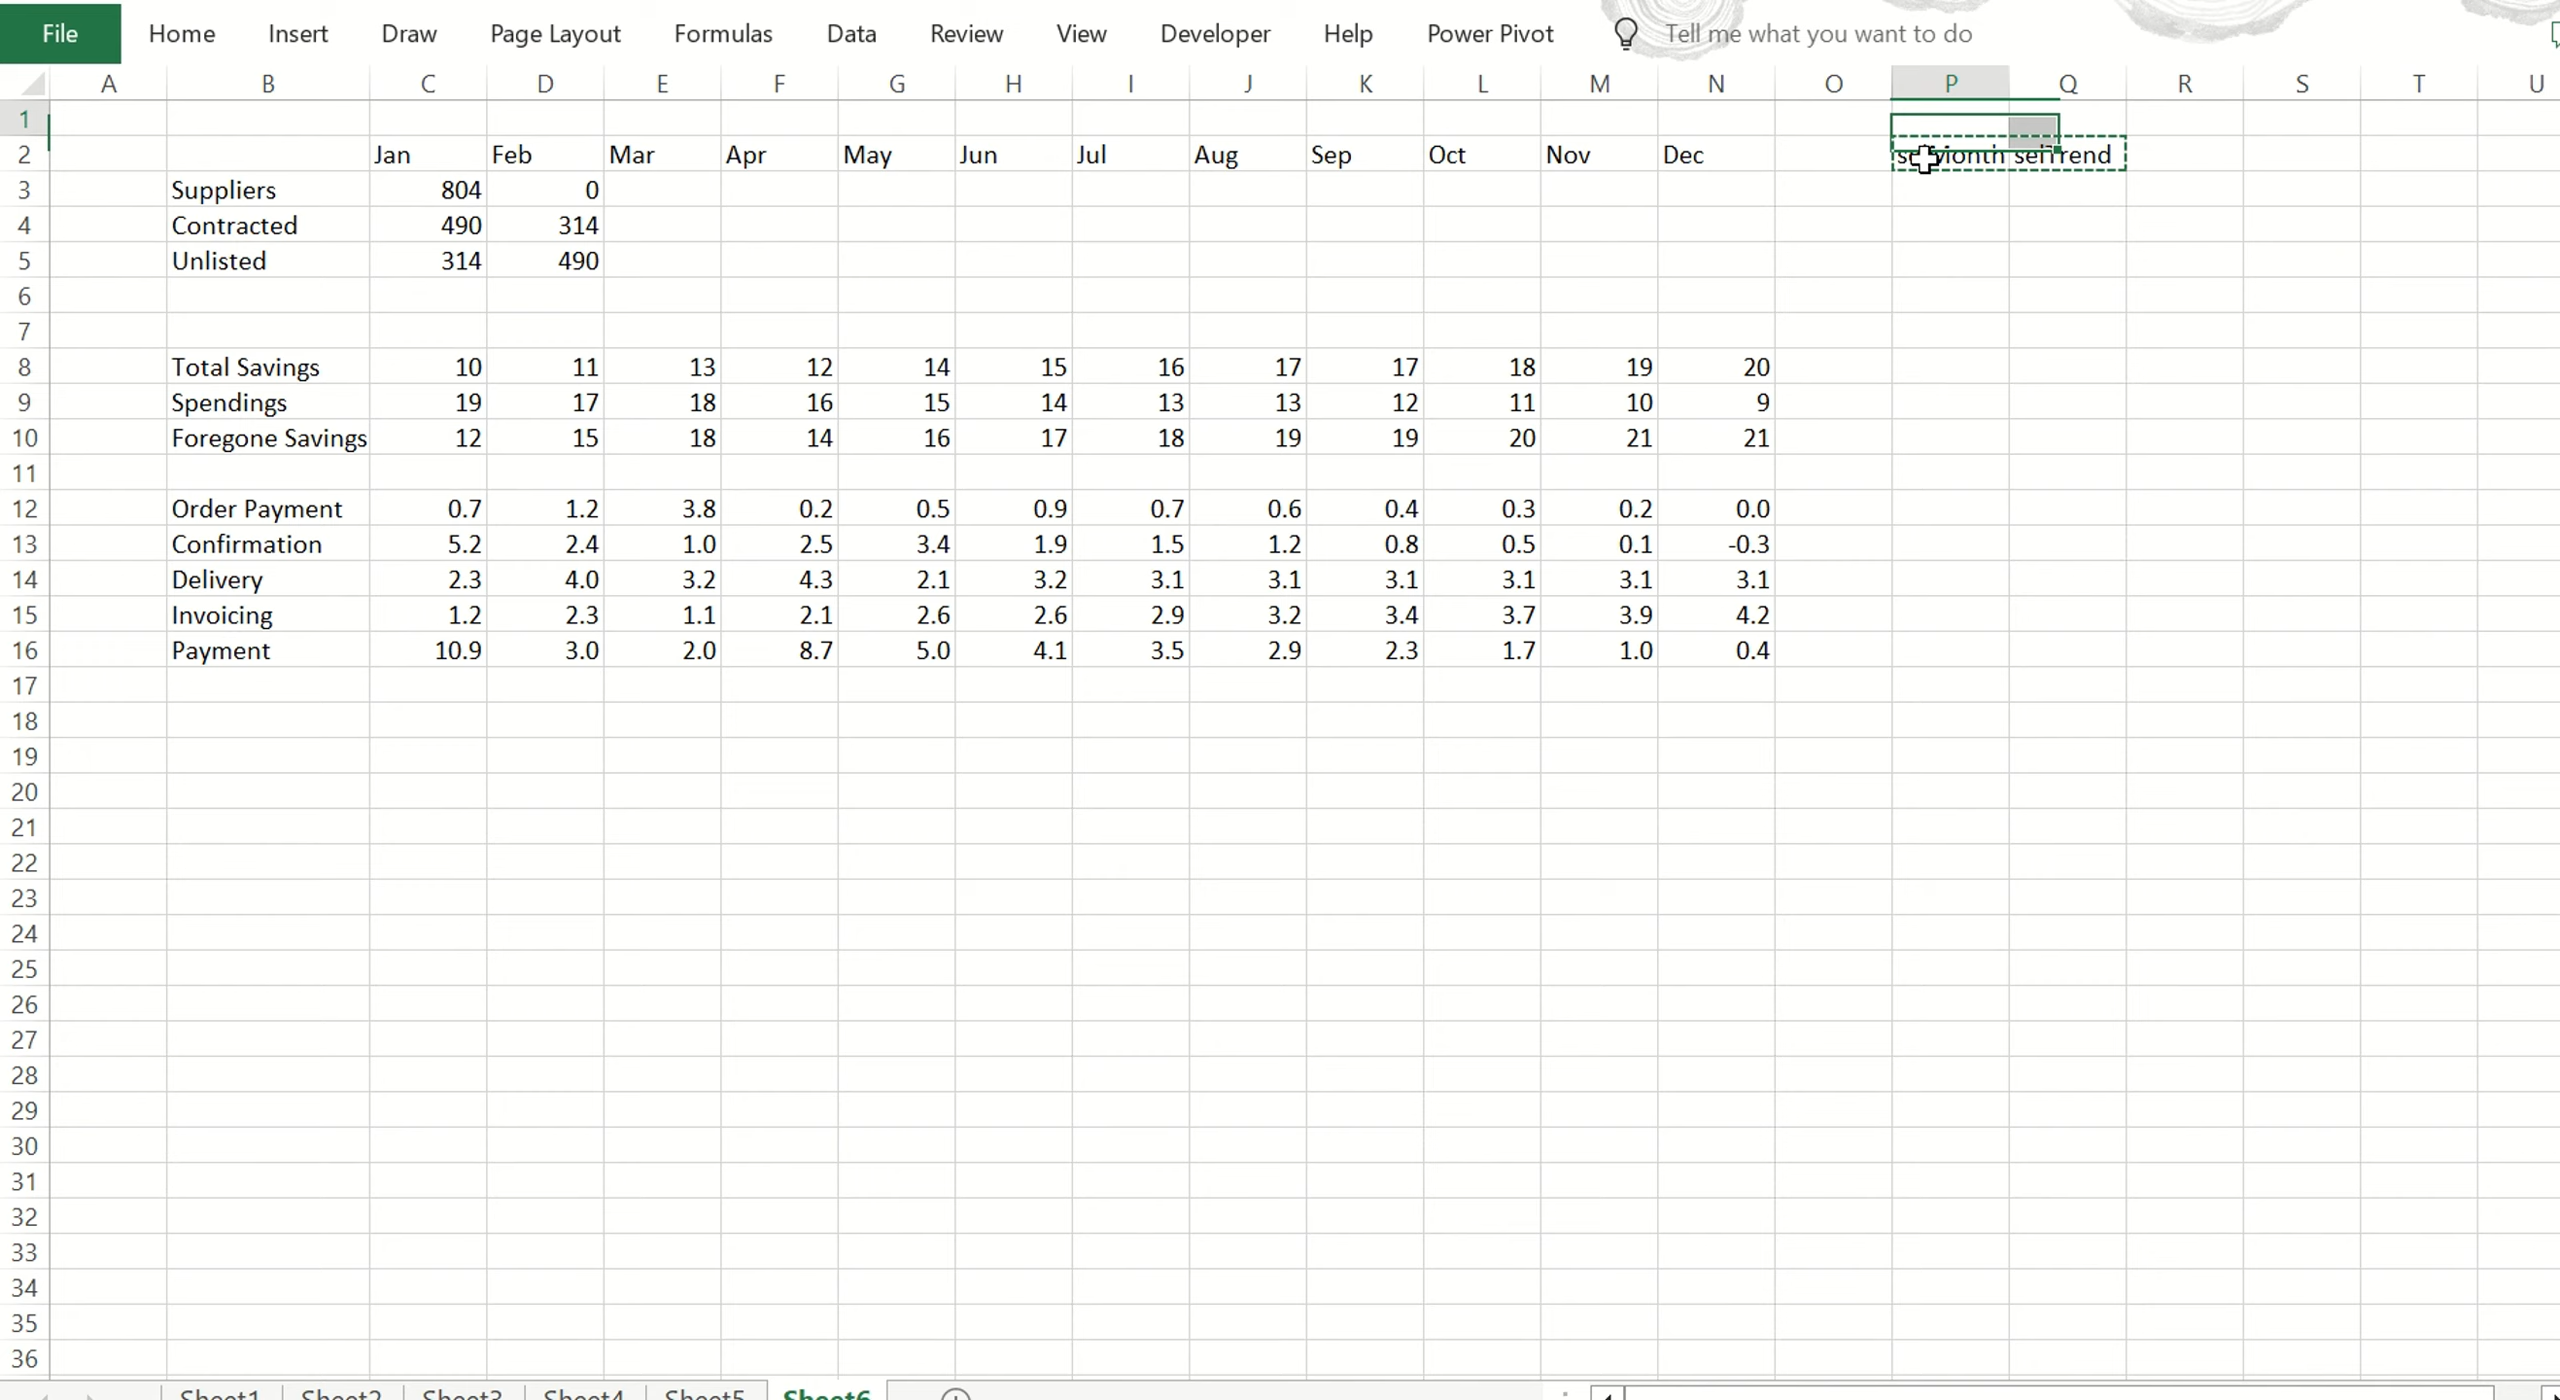 File Home Insert Draw Page Layout Formulas Data Review View Developer Help Power Pivot Tell me what you want to do
A B C D E F G H I J K L M N O P Q R S T U
1
2 Jan Feb Mar Apr May Jun Jul Aug Sep Oct Nov Dec selTrend
3 Suppliers 804 0
4 Contracted 490 314
5 Unlisted 314 490
6
7
8 Total Savings 10 11 13 12 14 15 16 17 17 18 19 20
9 Spendings 19 17 18 16 15 14 13 13 12 11 10 9
10 Foregone Savings 12 15 18 14 16 17 18 19 19 20 21 21
11
12 Order Payment 0.7 1.2 3.8 0.2 0.5 0.9 0.7 0.6 0.4 0.3 0.2 0.0
13 Confirmation 5.2 2.4 1.0 2.5 3.4 1.9 1.5 1.2 0.8 0.5 0.1 -0.3
14 Delivery 2.3 4.0 3.2 4.3 2.1 3.2 3.1 3.1 3.1 3.1 3.1 3.1
15 Invoicing 1.2 2.3 1.1 2.1 2.6 2.6 2.9 3.2 3.4 3.7 3.9 4.2
16 Payment 10.9 3.0 2.0 8.7 5.0 4.1 3.5 2.9 2.3 1.7 1.0 0.4
17
18
19
20
21
22
23
24
25
26
27
28
29
30
31
32
33
34
35
36
Sheet1 Sheet2 Sheet3 Sheet4 Sheet5 Sheet6